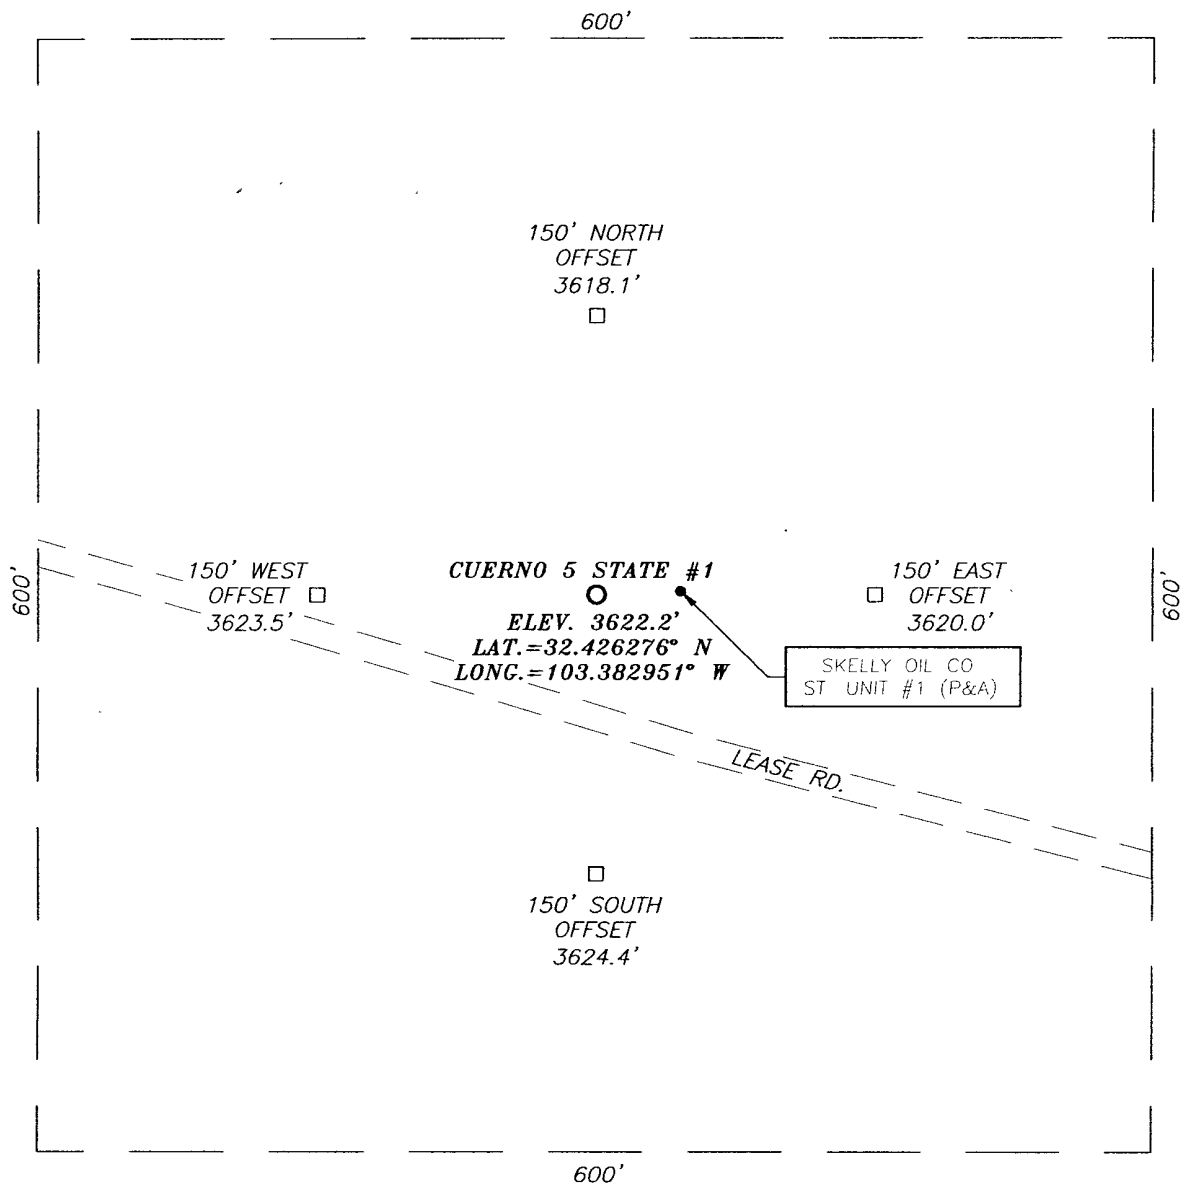 600'
150' NORTH
OFFSET
3618.1'
600'
150' WEST
OFFSET
3623.5'
CUERNO 5 STATE #1
ELEV. 3622.2'
LAT.=32.426276° N
LONG.=103.382951° W
150' EAST
OFFSET
3620.0'
600'
SKELLY OIL CO
ST UNIT #1 (P&A)
LEASE RD.
150' SOUTH
OFFSET
3624.4'
600'